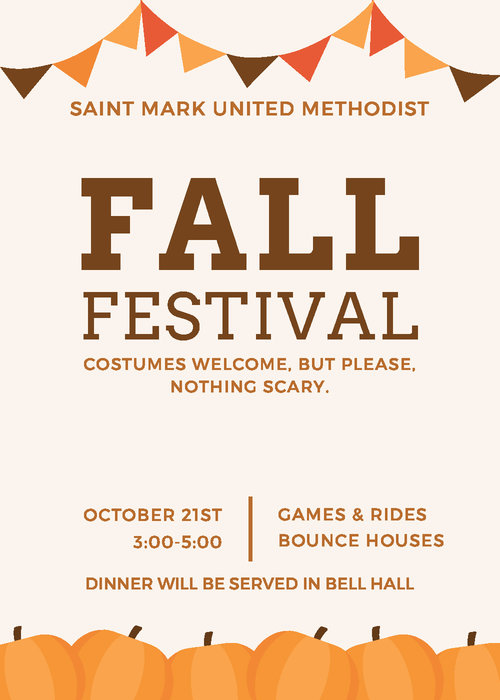 SAINT MARK UNITED METHODIST
FALL
FESTIVAL
COSTUMES WELCOME, BUT PLEASE,
NOTHING SCARY.
OCTOBER 21ST
3:00-5:00
GAMES & RIDES
BOUNCE HOUSES
DINNER WILL BE SERVED IN BELL HALL